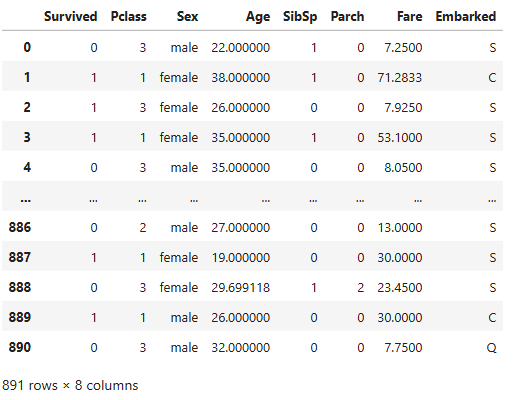 Survived Pclass Sex Age SibSp Parch Fare Embarked
0 0 3 male 22.000000 1 0 7.2500 S
1 1 1 female 38.000000 1 0 71.2833 C
2 1 3 female 26.000000 0 0 7.9250 S
3 1 1 female 35.000000 1 0 53.1000 S
4 0 3 male 35.000000 0 0 8.0500 S
... ... ... ... ... ... ... ... ...
886 0 2 male 27.000000 0 0 13.0000 S
887 1 1 female 19.000000 0 0 30.0000 S
888 0 3 female 29.699118 1 2 23.4500 S
889 1 1 male 26.000000 0 0 30.0000 C
890 0 3 male 32.000000 0 0 7.7500 Q
891 rows × 8 columns